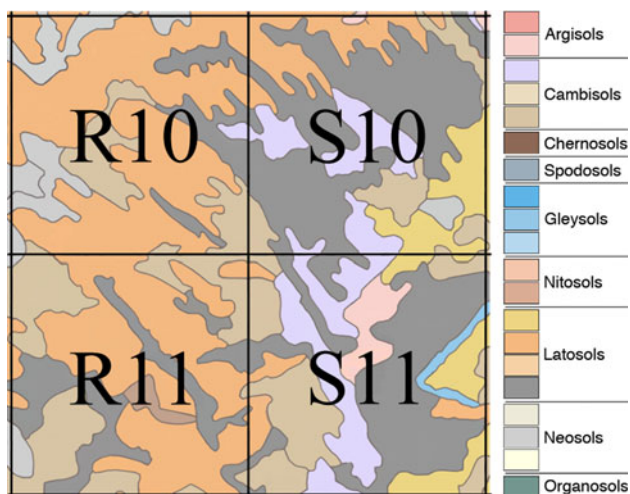 R10
S10
R11
S11
Argisols
Cambisols
Chernosols
Spodosols
Gleysols
Nitosols
Latosols
Neosols
Organosols